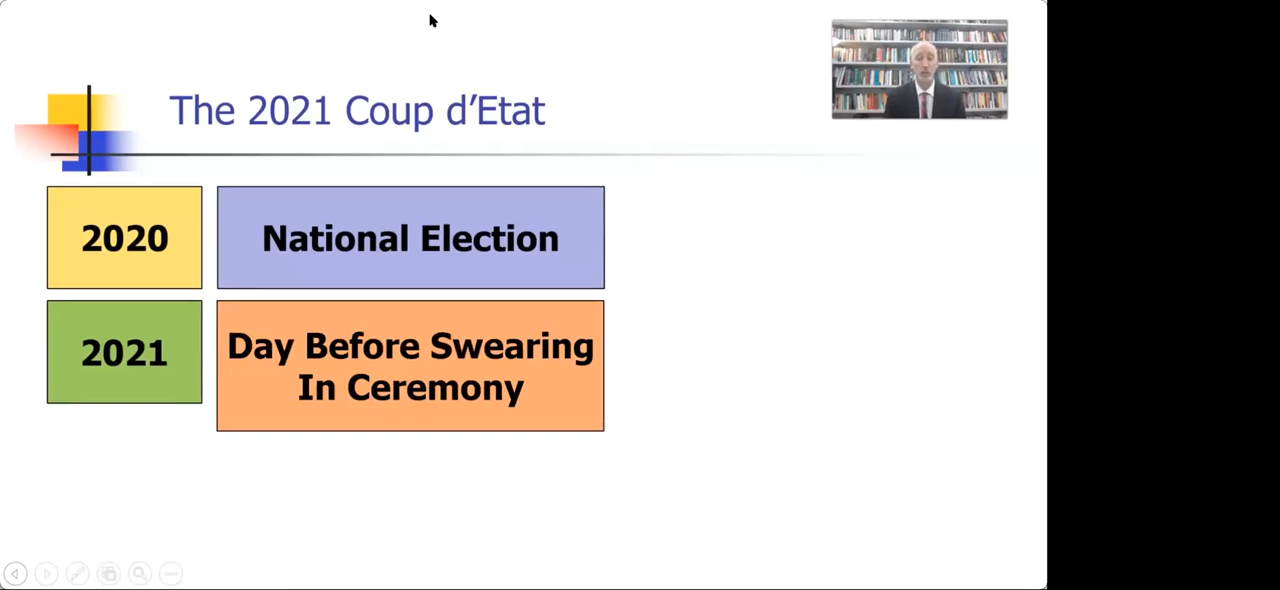 The 2021 Coup d’Etat
2020
National Election
2021
Day Before Swearing
In Ceremony